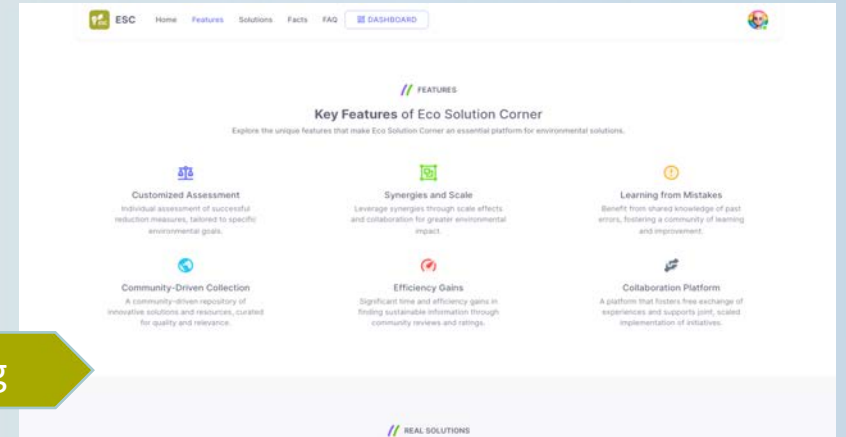 ESC ESC Home Features Solutions Facts FAQ DASHBOARD
FEATURES
Key Features of Eco Solution Corner
Explore the unique features that make Eco Solution Corner an essential platform for environmental solutions.
Customized Assessment
Individual assessment of successful
reduction measures, tailored to specific
environmental goals.
Synergies and Scale
Leverage synergies through scale effects
and collaboration for greater environmental
impact.
Learning from Mistakes
Benefit from shared knowledge of past
errors, fostering a community of learning
and improvement.
Community-Driven Collection
A community-driven repository of
innovative solutions and resources, curated
for quality and relevance.
Efficiency Gains
Significant time and efficiency gains in
finding sustainable information through
community reviews and ratings.
Collaboration Platform
A platform that fosters free exchange of
experiences and supports joint, scaled
implementation of initiatives.
g
REAL SOLUTIONS